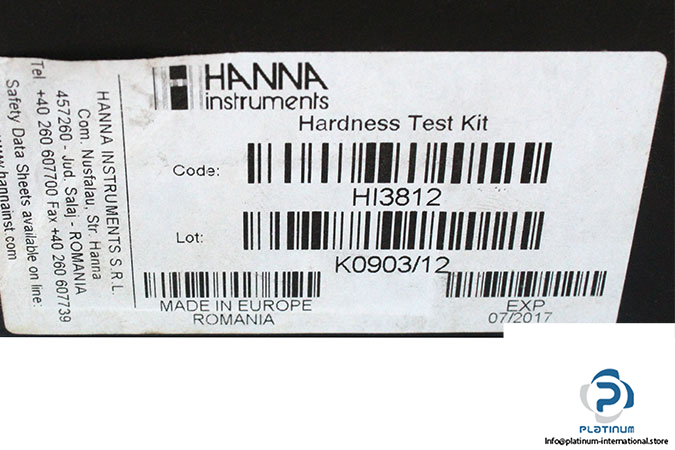 HANNA
instruments
Hardness Test Kit
Code:
HI3812
Lot:
K0903/12
MADE IN EUROPE
ROMANIA
EXP
07/2017
HANNA INSTRUMENTS S.R.L.
Com. Nusfalau, Str. Hanna
457260 - Jud. Salaj - ROMANIA
Tel. +40 260 607700 Fax +40 260 607739
Safety Data Sheets available on line:
www.hannainst.com
PLATINUM
Info@platinum-international.store